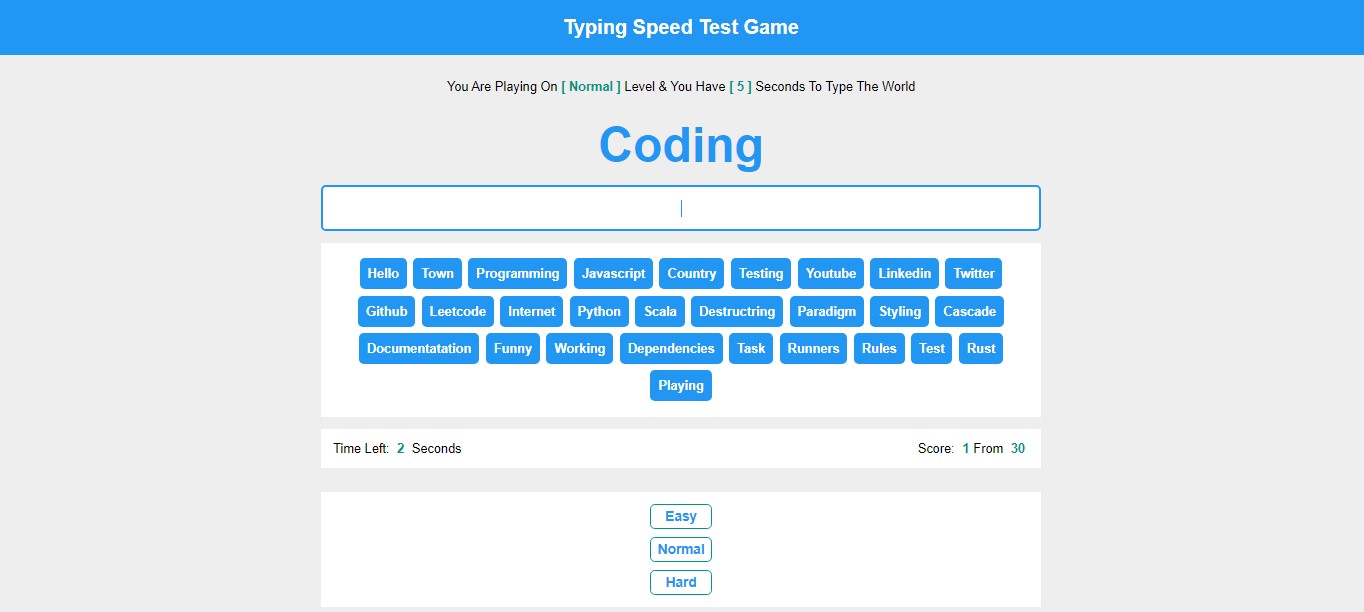 Typing Speed Test Game
You Are Playing On [ Normal ] Level & You Have [ 5 ] Seconds To Type The World
Coding
Hello Town Programming Javascript Country Testing Youtube Linkedin Twitter
Github Leetcode Internet Python Scala Destructring Paradigm Styling Cascade
Documentatation Funny Working Dependencies Task Runners Rules Test Rust
Playing
Time Left: 2 Seconds Score: 1 From 30
Easy
Normal
Hard